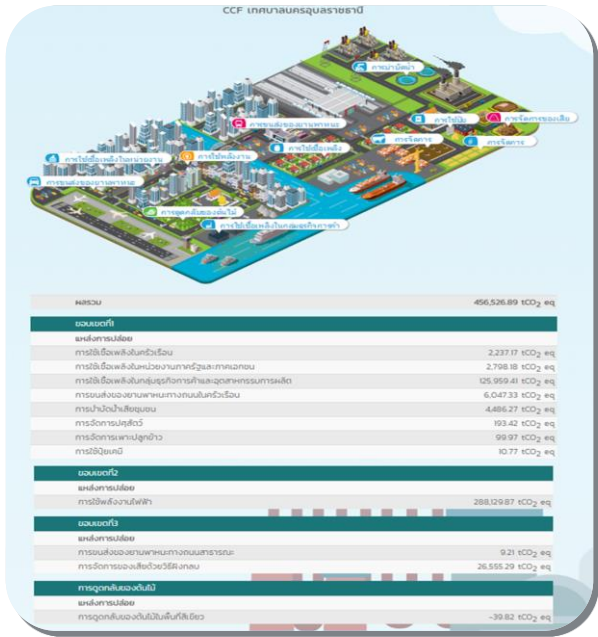 CCF เทศบาลนครอุบลราชธานี
การบำบัดน้ำ
การใช้ปุ๋ย
การจัดการของเสีย
การขนส่งของยานพาหนะ
การจัดการ
การจัดการ
การใช้เชื้อเพลิง
การใช้เชื้อเพลิงในหน่วยงาน
การใช้พลังงาน
การขนส่งของยานพาหนะ
การดูดกลับของต้นไม้
การใช้เชื้อเพลิงในกลุ่มธุรกิจการค้า
ผลรวม 456,526.89 tCO2 eq
ขอบเขตที่1
แหล่งการปล่อย
การใช้เชื้อเพลิงในครัวเรือน 2,237.17 tCO2 eq
การใช้เชื้อเพลิงในหน่วยงานภาครัฐและภาคเอกชน 2,798.18 tCO2 eq
การใช้เชื้อเพลิงในกลุ่มธุรกิจการค้าและอุตสาหกรรมการผลิต 125,959.41 tCO2 eq
การขนส่งของยานพาหนะทางถนนในครัวเรือน 6,047.33 tCO2 eq
การบำบัดน้ำเสียชุมชน 4,486.27 tCO2 eq
การจัดการปศุสัตว์ 193.42 tCO2 eq
การจัดการเพาะปลูกข้าว 99.97 tCO2 eq
การใช้ปุ๋ยเคมี 10.77 tCO2 eq
ขอบเขตที่2
แหล่งการปล่อย
การใช้พลังงานไฟฟ้า 288,129.87 tCO2 eq
ขอบเขตที่3
แหล่งการปล่อย
การขนส่งของยานพาหนะทางถนนสาธารณะ 9.21 tCO2 eq
การจัดการของเสียด้วยวิธีฝังกลบ 26,555.29 tCO2 eq
การดูดกลับของต้นไม้
แหล่งการปล่อย
การดูดกลับของต้นไม้ในพื้นที่สีเขียว -39.82 tCO2 eq